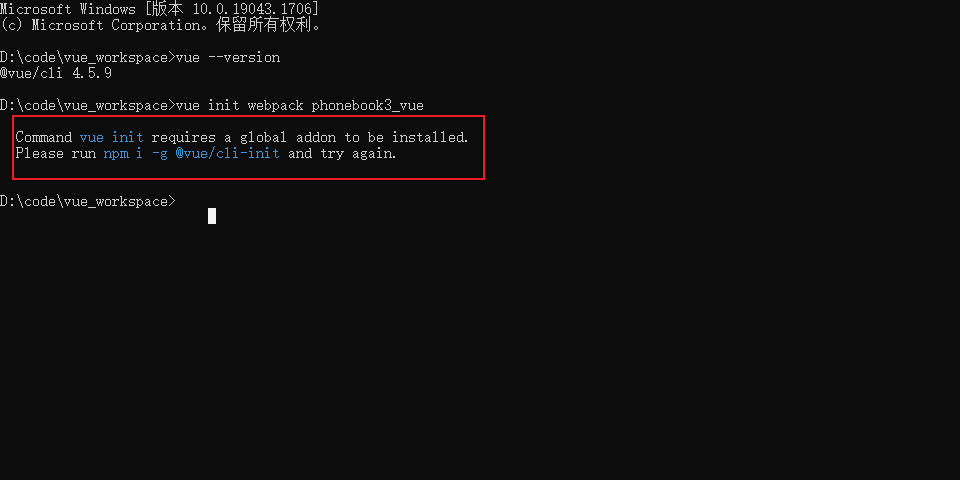 Microsoft Windows [版本 10.0.19043.1706]
(c) Microsoft Corporation。保留所有权利。
D:\code\vue_workspace>vue --version
@vue/cli 4.5.9
D:\code\vue_workspace>vue init webpack phonebook3_vue
Command vue init requires a global addon to be installed.
Please run npm i -g @vue/cli-init and try again.
D:\code\vue_workspace>